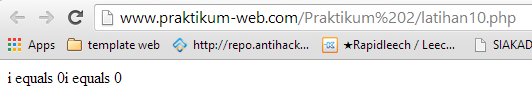 www.praktikum-web.com/Praktikum%202/latihan10.php
Apps template web http://repo.antihack... ★Rapidleech / Leec... SIAKAD
i equals 0i equals 0